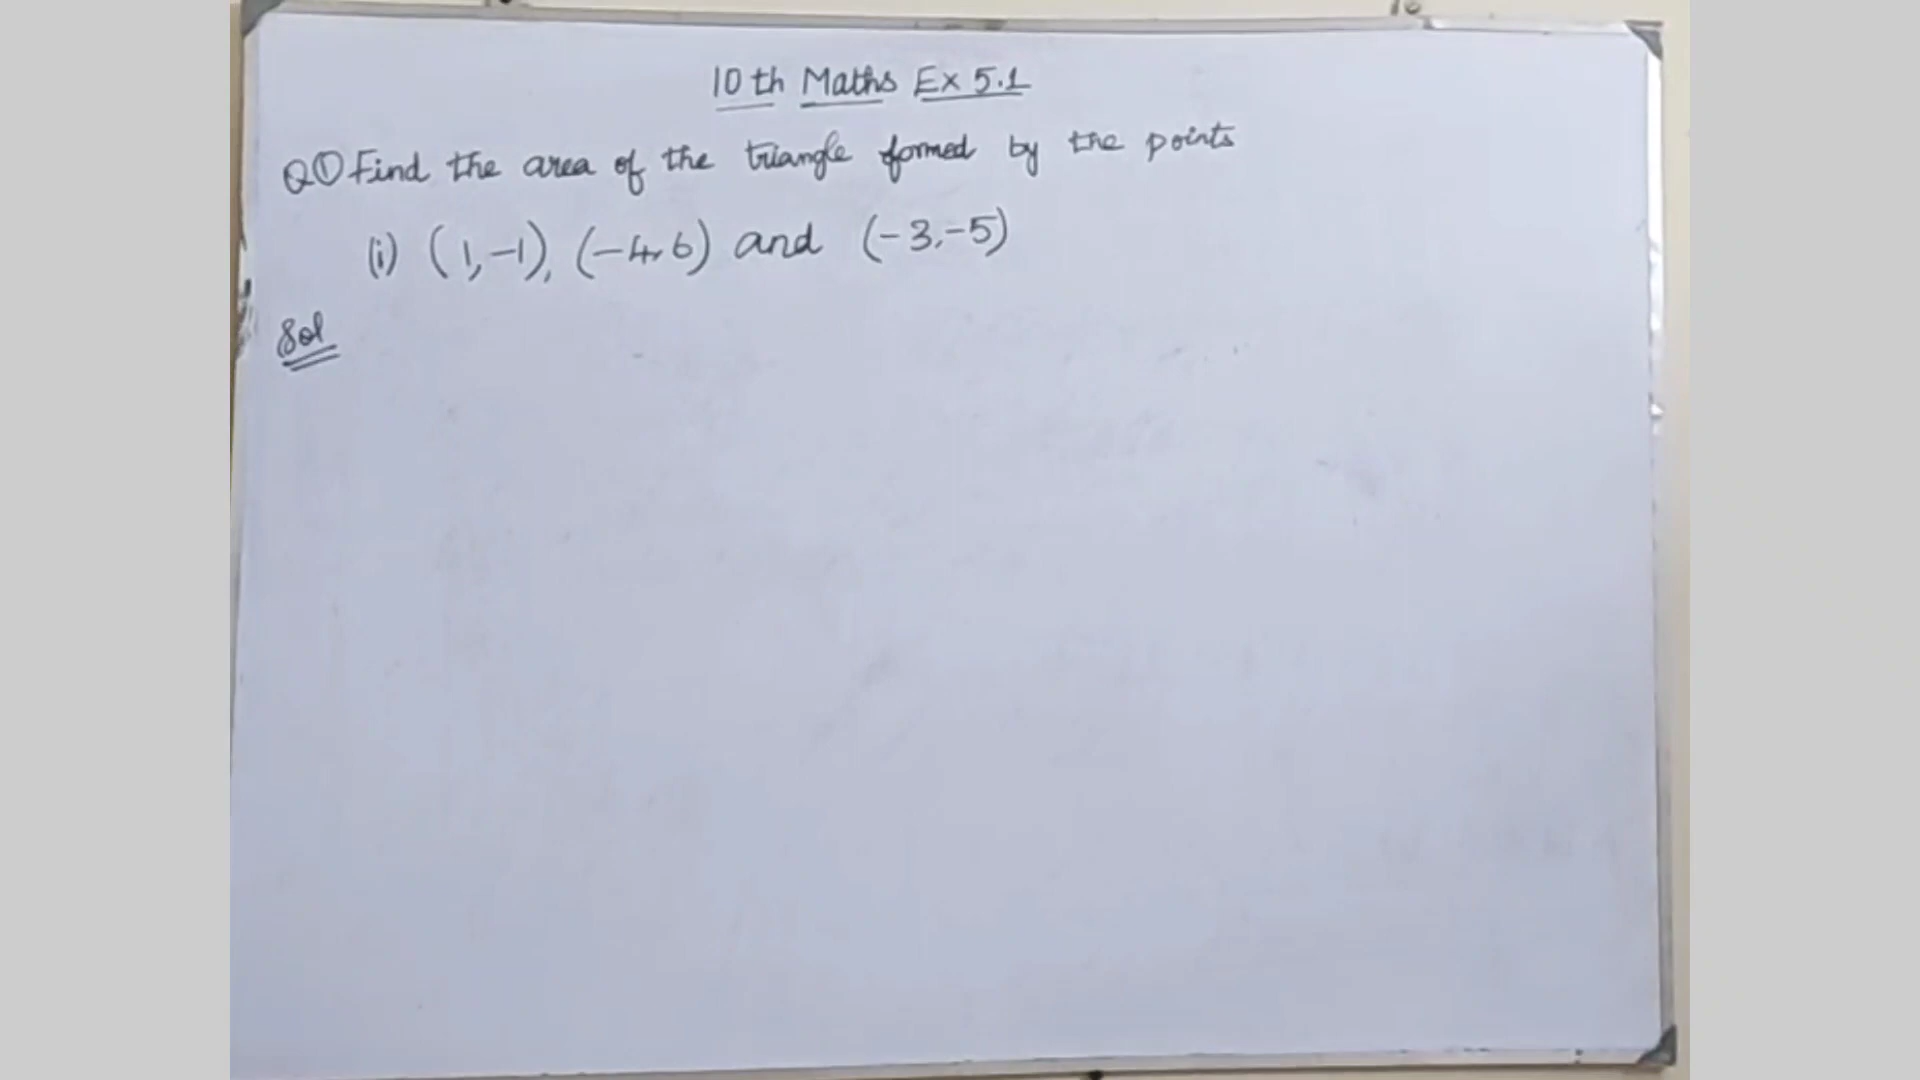 10 th Maths Ex 5.1
Q① Find the area of the triangle formed by the points
(i) (1,-1), (-4,6) and (-3,-5)
Sol